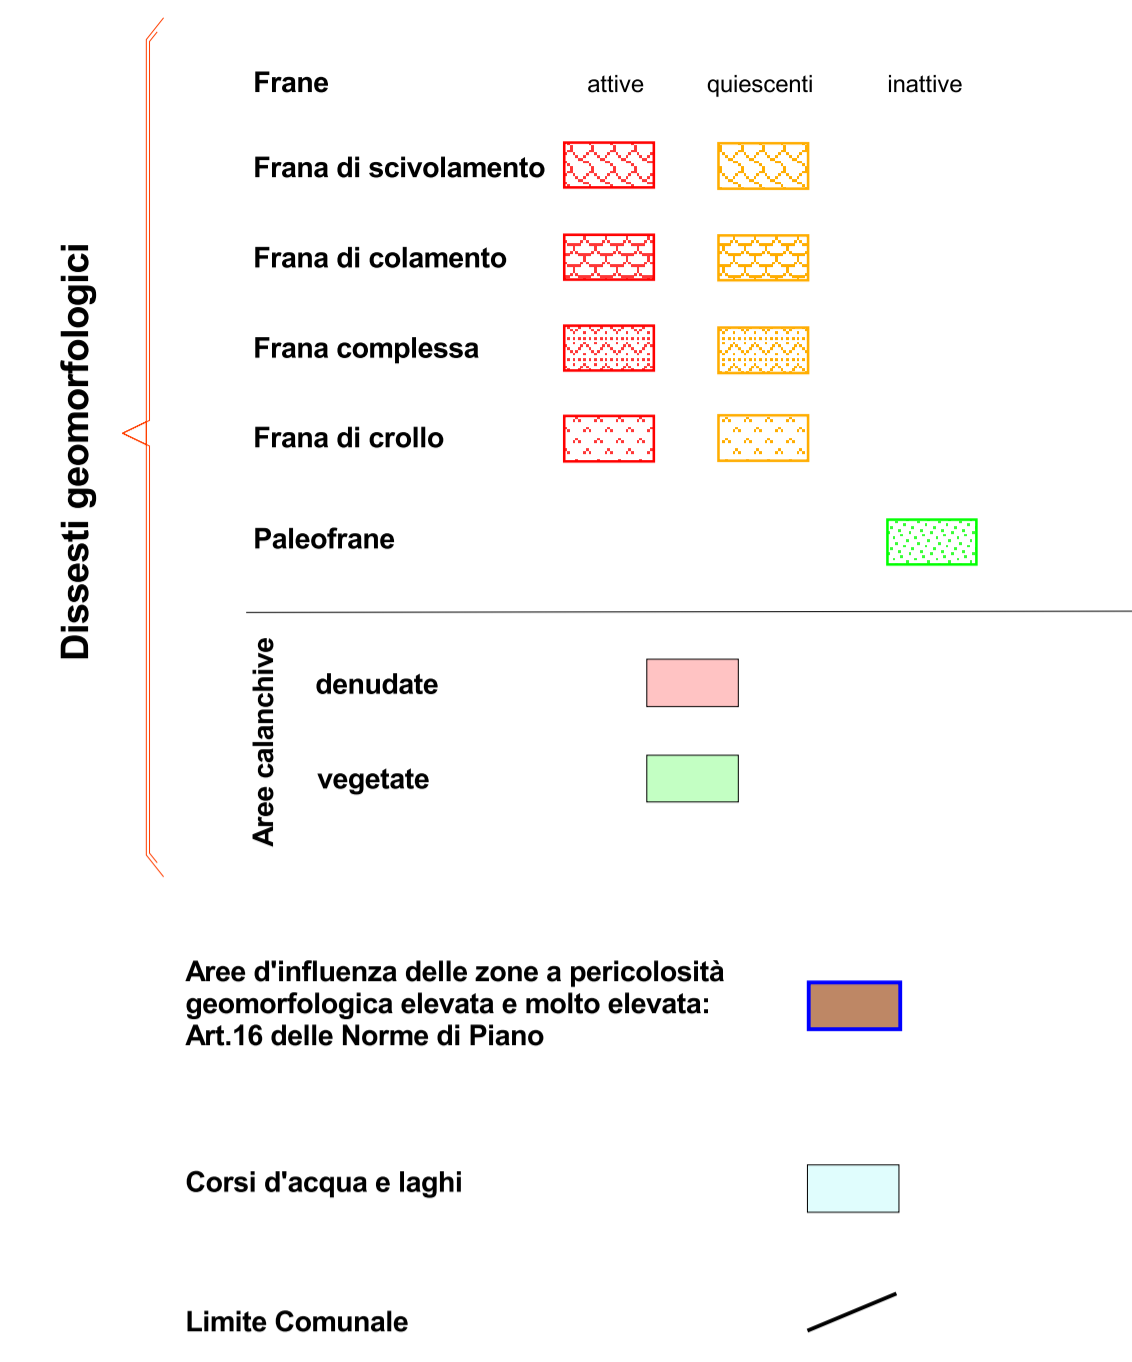 Dissesti geomorfologici
Frane attive quiescenti inattive
Frana di scivolamento
Frana di colamento
Frana complessa
Frana di crollo
Paleofrane
Aree calanchive
denudate
vegetate
Aree d'influenza delle zone a pericolosità
geomorfologica elevata e molto elevata:
Art.16 delle Norme di Piano
Corsi d'acqua e laghi
Limite Comunale